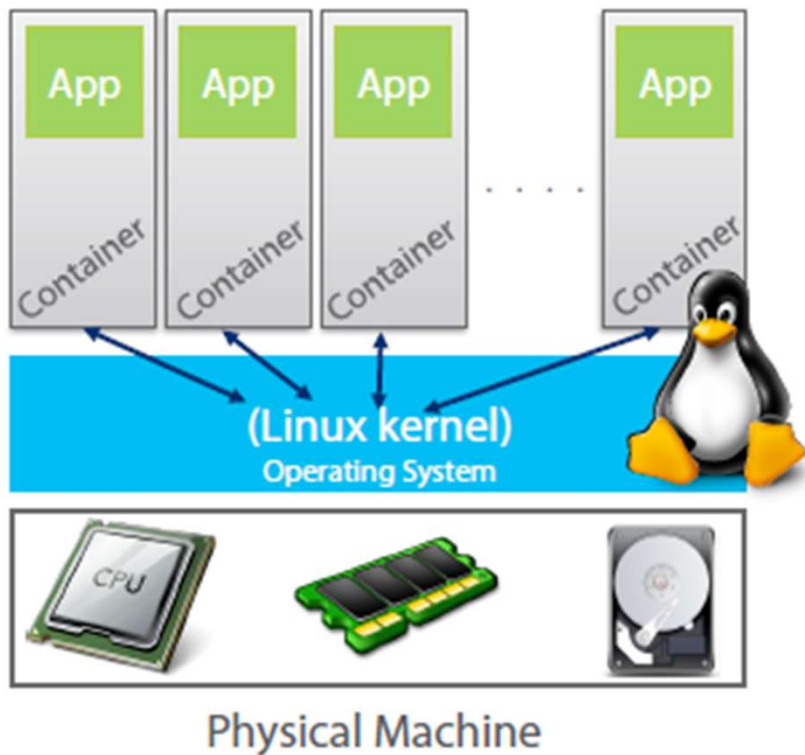 App App App App
Container Container Container . . . . Container
(Linux kernel)
Operating System
CPU
Physical Machine